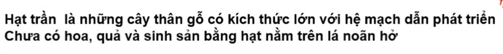 Hạt trần là những cây thân gỗ có kích thức lớn với hệ mạch dẫn phát triển
Chưa có hoa, quả và sinh sản bằng hạt nằm trên lá noãn hở